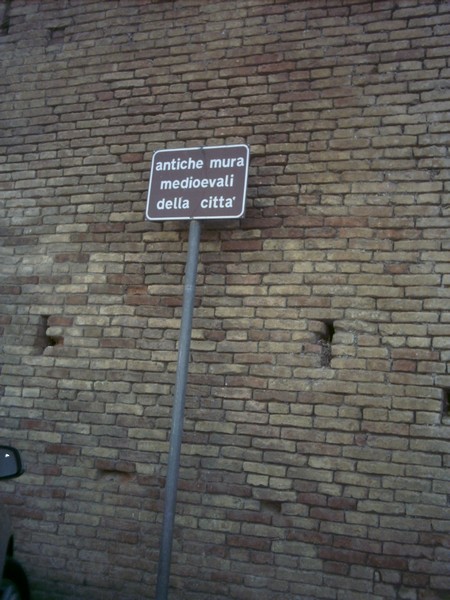 antiche mura
medioevali
della citta'